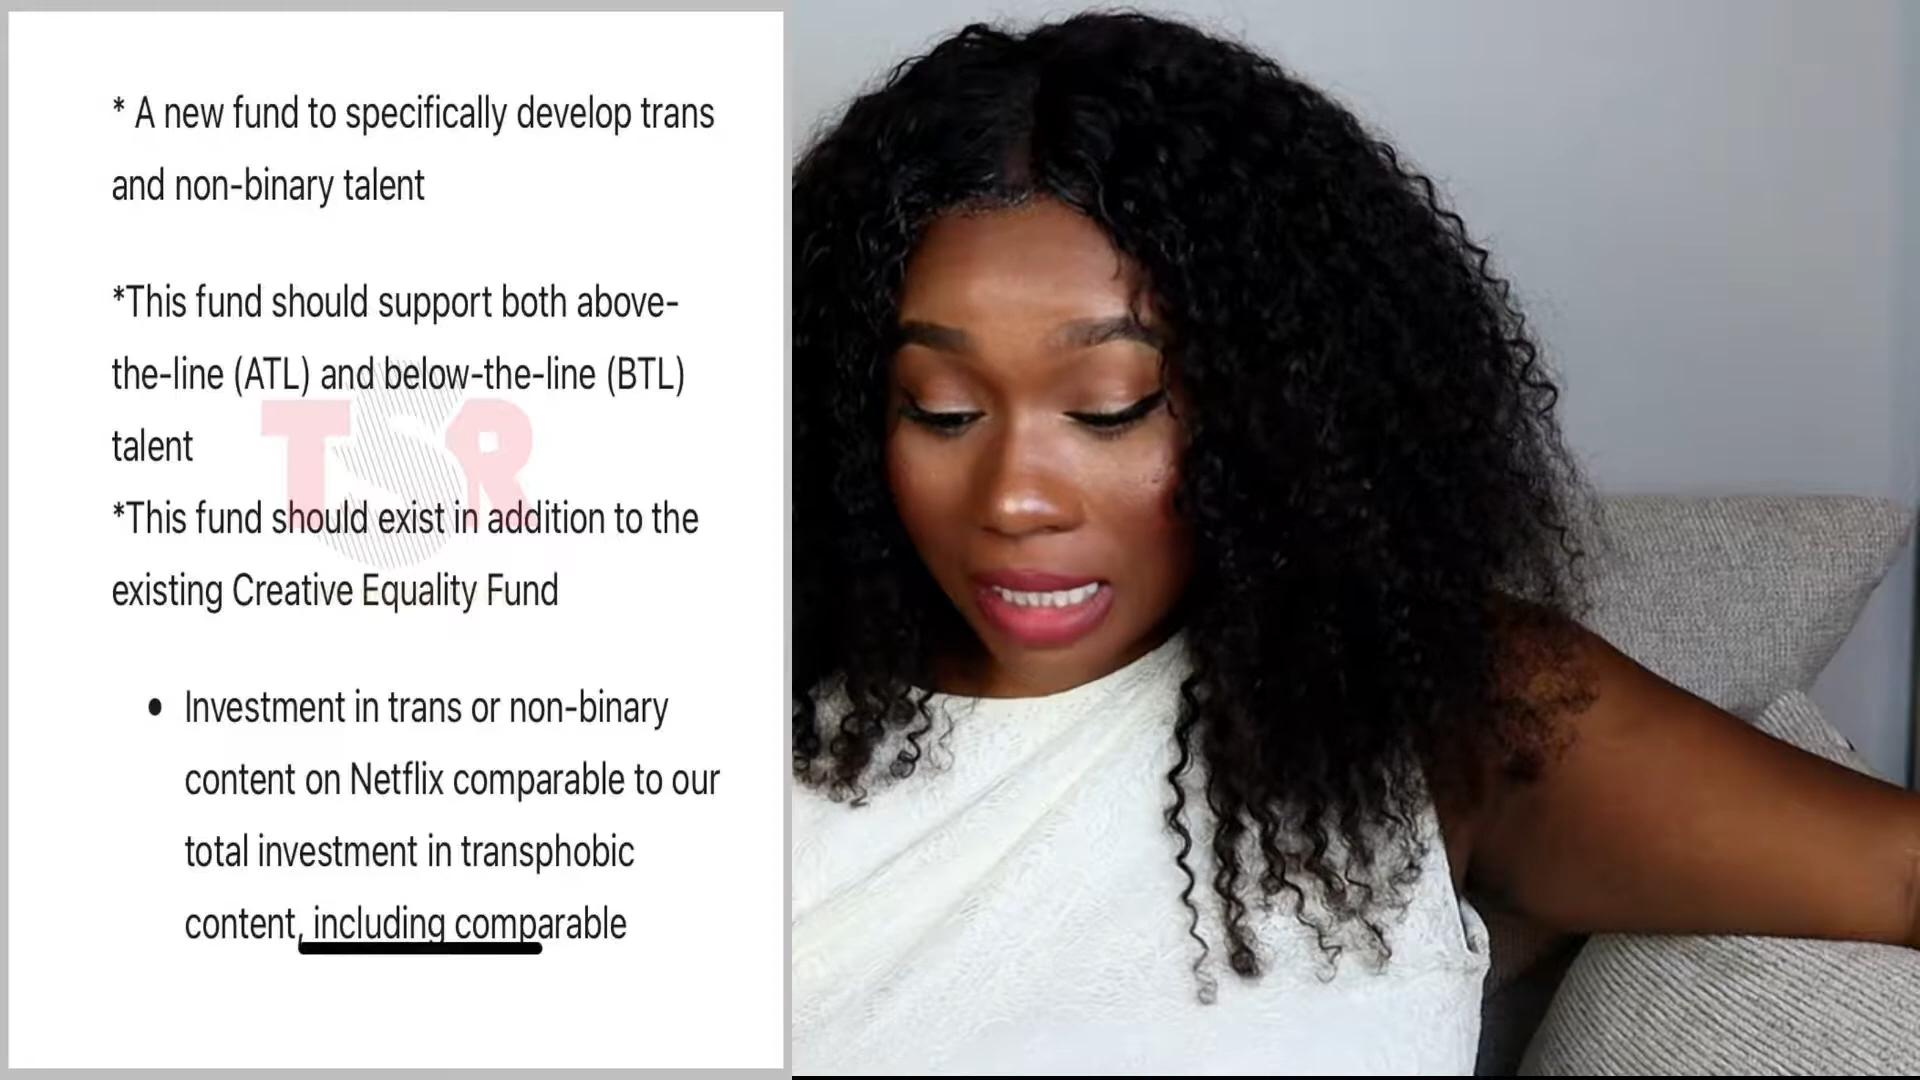 * A new fund to specifically develop trans
and non-binary talent
*This fund should support both above-
the-line (ATL) and below-the-line (BTL)
talent
TSR
*This fund should exist in addition to the
existing Creative Equality Fund
• Investment in trans or non-binary
content on Netflix comparable to our
total investment in transphobic
content, including comparable